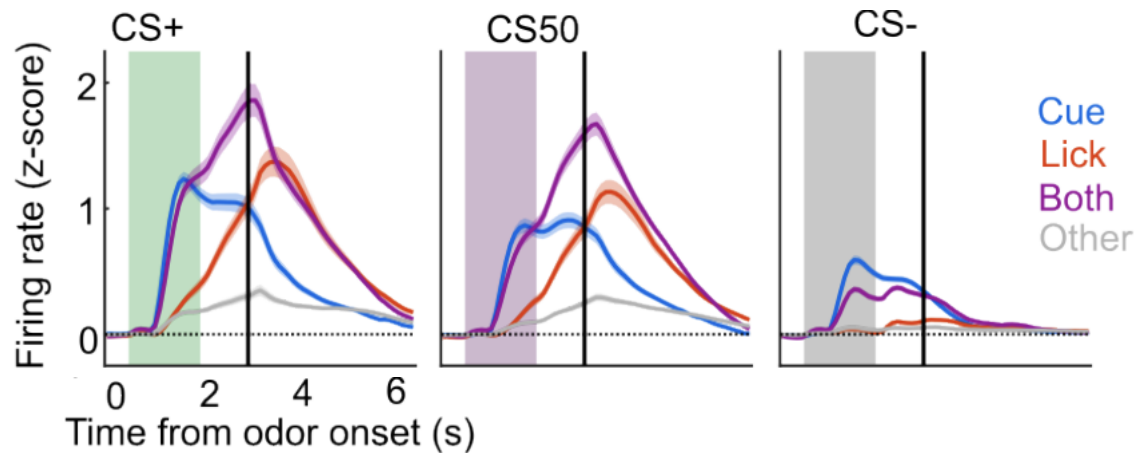 CS+
CS50
CS-
Firing rate (z-score)
2
1
0
0 2 4 6
Time from odor onset (s)
Cue
Lick
Both
Other